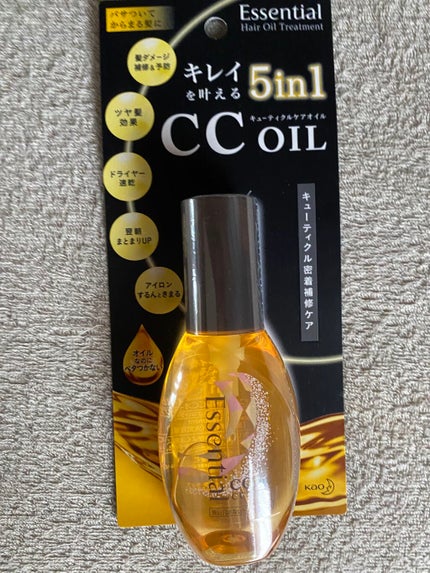 パサついて
からまる髪に
Essential
Hair Oil Treatment
髪ダメージ
補修&予防
キレイ
を叶える
5in1
キューティクルケアオイル
CC OIL
ツヤ髪
効果
ドライヤー
速乾
翌朝
まとまりUP
アイロン
するんときまる
キューティクル密着補修ケア
オイル
なのに
ベタつかない
Essential
CC
Kao